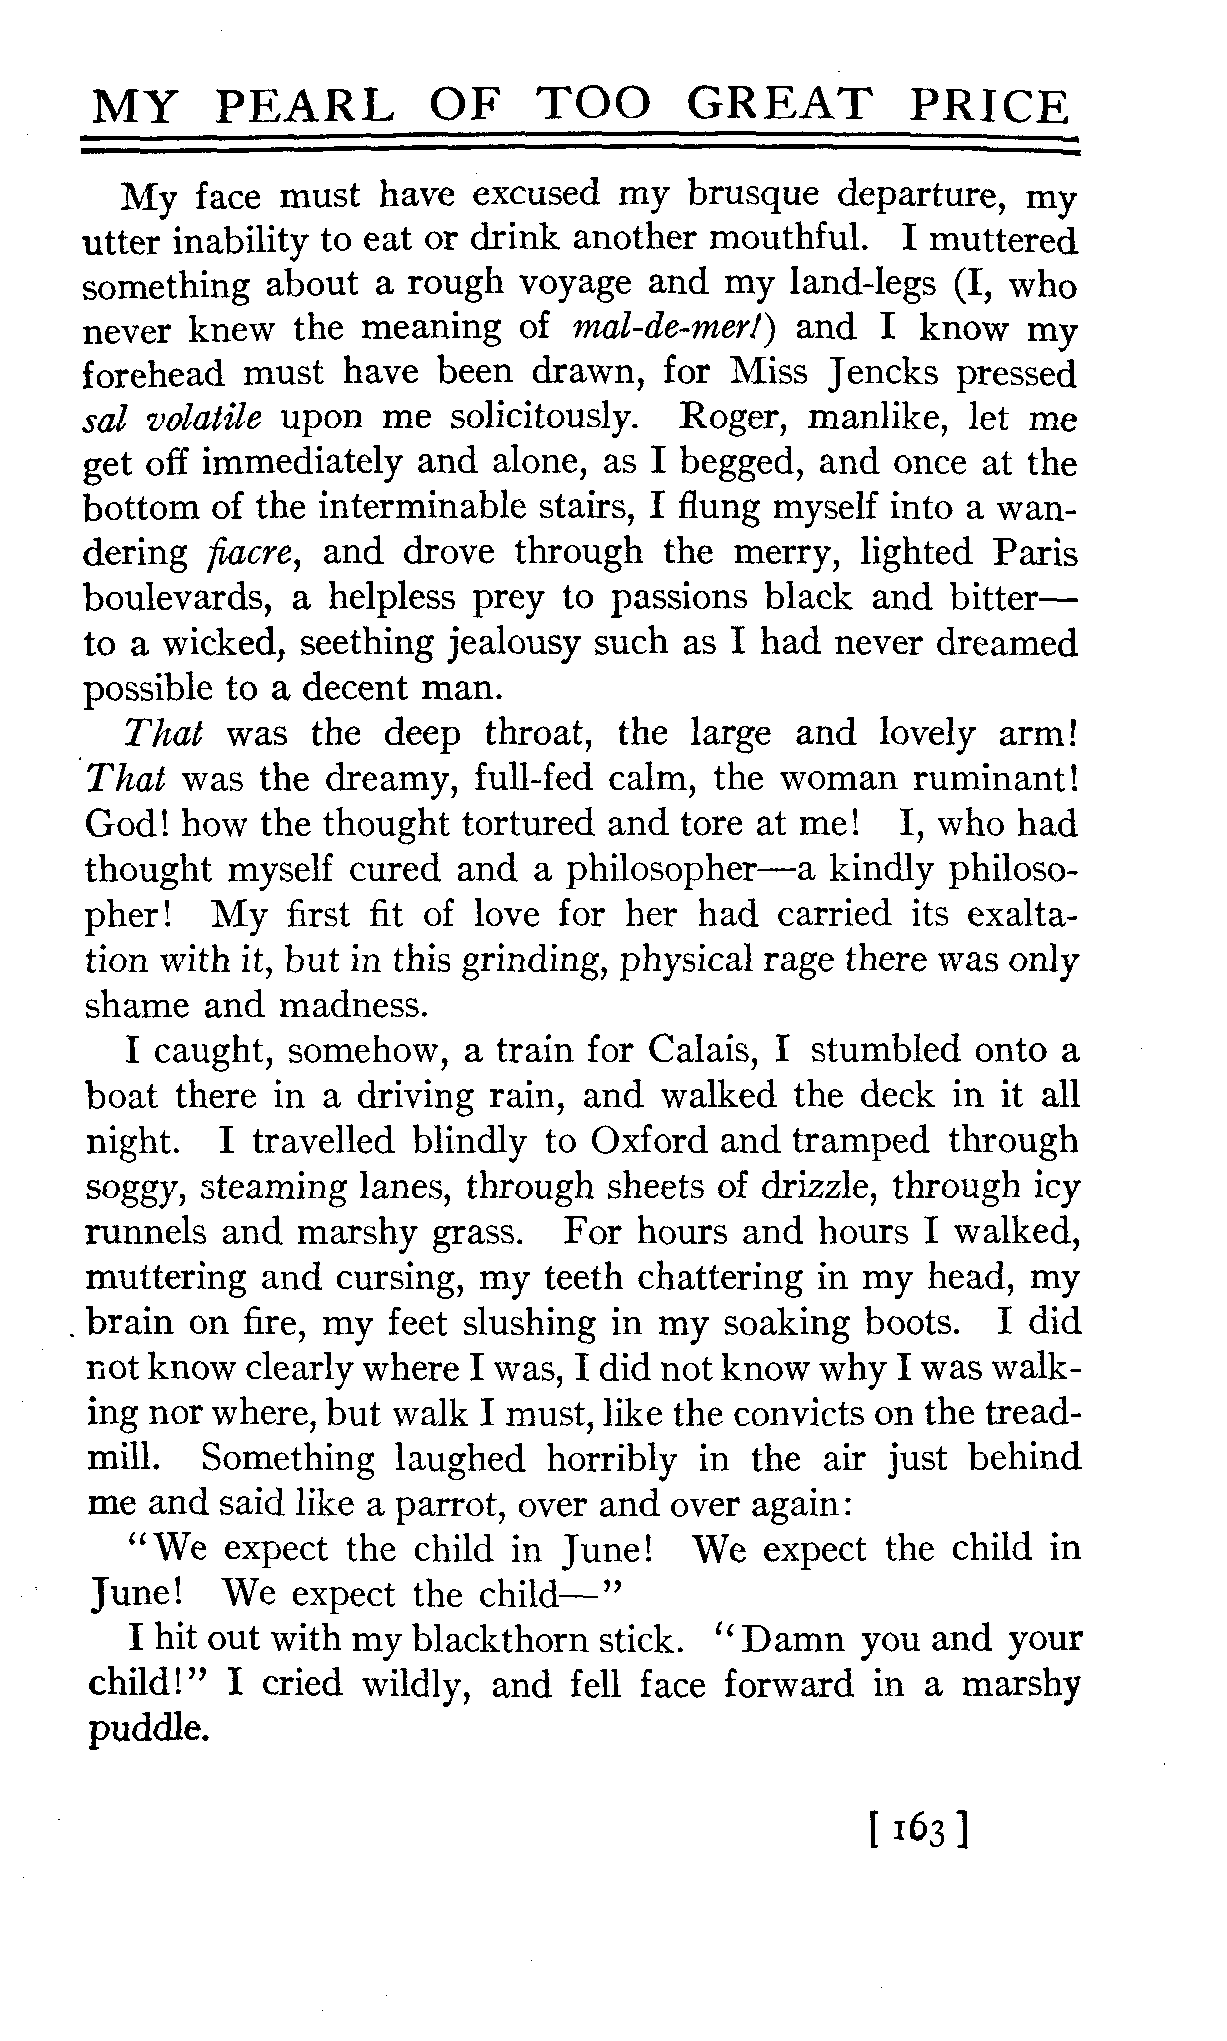 MY PEARL OF TOO GREAT PRICE
My face must have excused my brusque departure, my
utter inability to eat or drink another mouthful. I muttered
something about a rough voyage and my land-legs (I, who
never knew the meaning of mal-de-mer!) and I know my
forehead must have been drawn, for Miss Jencks pressed
sal volatile upon me solicitously. Roger, manlike, let me
get off immediately and alone, as I begged, and once at the
bottom of the interminable stairs, I flung myself into a wan-
dering fiacre, and drove through the merry, lighted Paris
boulevards, a helpless prey to passions black and bitter—
to a wicked, seething jealousy such as I had never dreamed
possible to a decent man.
That was the deep throat, the large and lovely arm!
That was the dreamy, full-fed calm, the woman ruminant!
God! how the thought tortured and tore at me! I, who had
thought myself cured and a philosopher—a kindly philoso-
pher! My first fit of love for her had carried its exalta-
tion with it, but in this grinding, physical rage there was only
shame and madness.
I caught, somehow, a train for Calais, I stumbled onto a
boat there in a driving rain, and walked the deck in it all
night. I travelled blindly to Oxford and tramped through
soggy, steaming lanes, through sheets of drizzle, through icy
runnels and marshy grass. For hours and hours I walked,
muttering and cursing, my teeth chattering in my head, my
brain on fire, my feet slushing in my soaking boots. I did
not know clearly where I was, I did not know why I was walk-
ing nor where, but walk I must, like the convicts on the tread-
mill. Something laughed horribly in the air just behind
me and said like a parrot, over and over again:
"We expect the child in June! We expect the child in
June! We expect the child—"
I hit out with my blackthorn stick. "Damn you and your
child!" I cried wildly, and fell face forward in a marshy
puddle.
[ 163 ]